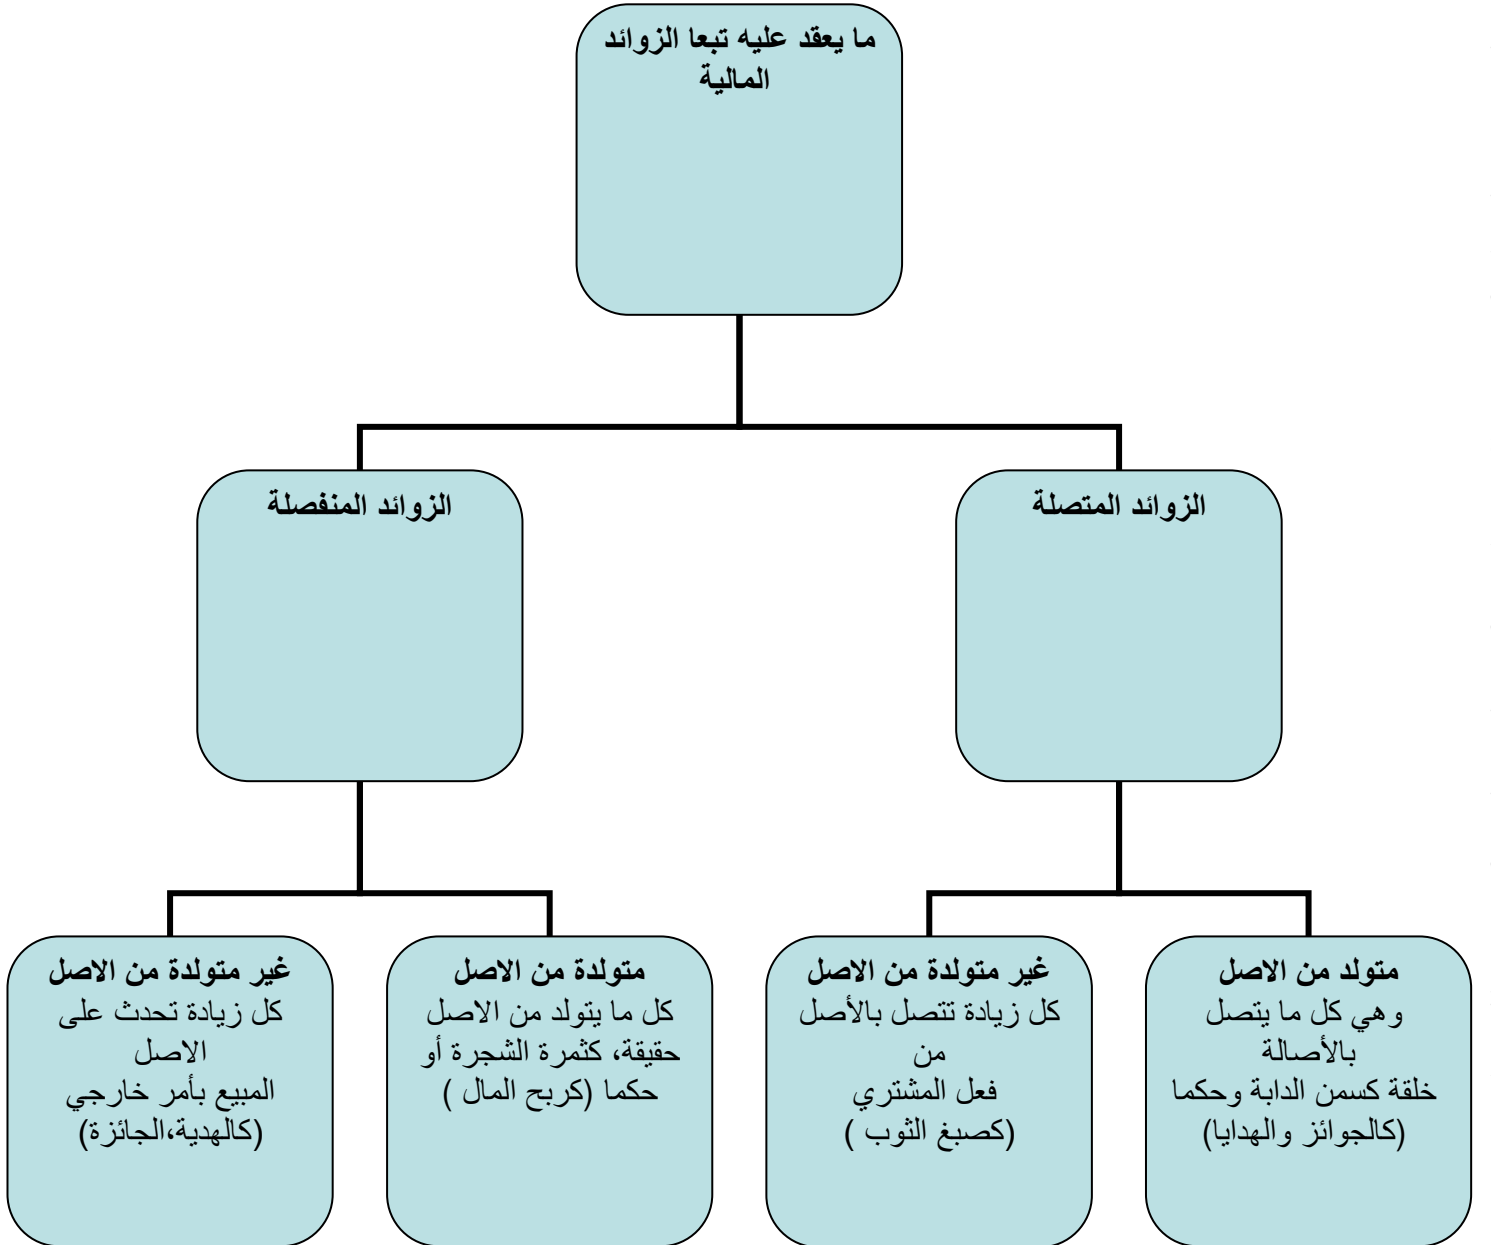 ما يعقد عليه تبعا الزوائد
المالية
الزوائد المتصلة
الزوائد المنفصلة
متولد من الاصل
وهي كل ما يتصل
بالأصالة
خلقة كسمن الدابة وحكما
(كالجوائز والهدايا)
غير متولدة من الاصل
كل زيادة تتصل بالأصل
من
فعل المشتري
(كصبغ الثوب )
متولدة من الاصل
كل ما يتولد من الاصل
حقيقة، كثمرة الشجرة أو
حكما (كربح المال )
غير متولدة من الاصل
كل زيادة تحدث على
الاصل
المبيع بأمر خارجي
(كالهدية،الجائزة)